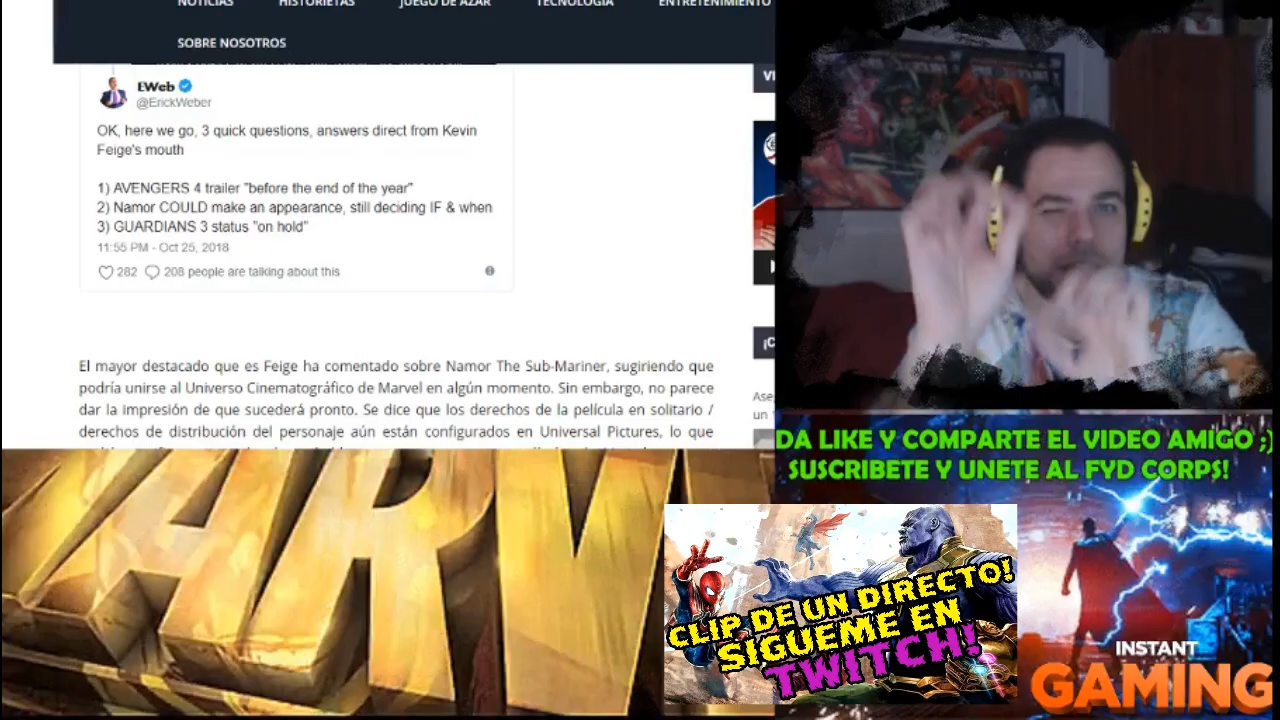 NOTICIAS HISTORIETAS JUEGO DE AZAR TECNOLOGÍA ENTRETENIMIENTO
SOBRE NOSOTROS
EWeb
@ErickWeber
OK, here we go, 3 quick questions, answers direct from Kevin
Feige's mouth
1) AVENGERS 4 trailer "before the end of the year"
2) Namor COULD make an appearance, still deciding IF & when
3) GUARDIANS 3 status "on hold"
11:55 PM - Oct 25, 2018
282 208 people are talking about this
El mayor destacado que es Feige ha comentado sobre Namor The Sub-Mariner, sugiriendo que
podría unirse al Universo Cinematográfico de Marvel en algún momento. Sin embargo, no parece
dar la impresión de que sucederá pronto. Se dice que los derechos de la película en solitario /
derechos de distribución del personaje aún están configurados en Universal Pictures, lo que
VI
¡C
Ase
un
ARV
DA LIKE Y COMPARTE EL VIDEO AMIGO ;)
SUSCRIBETE Y UNETE AL FYD CORPS!
CLIP DE UN DIRECTO!
SIGUEME EN
TWITCH!
INSTANT
GAMING